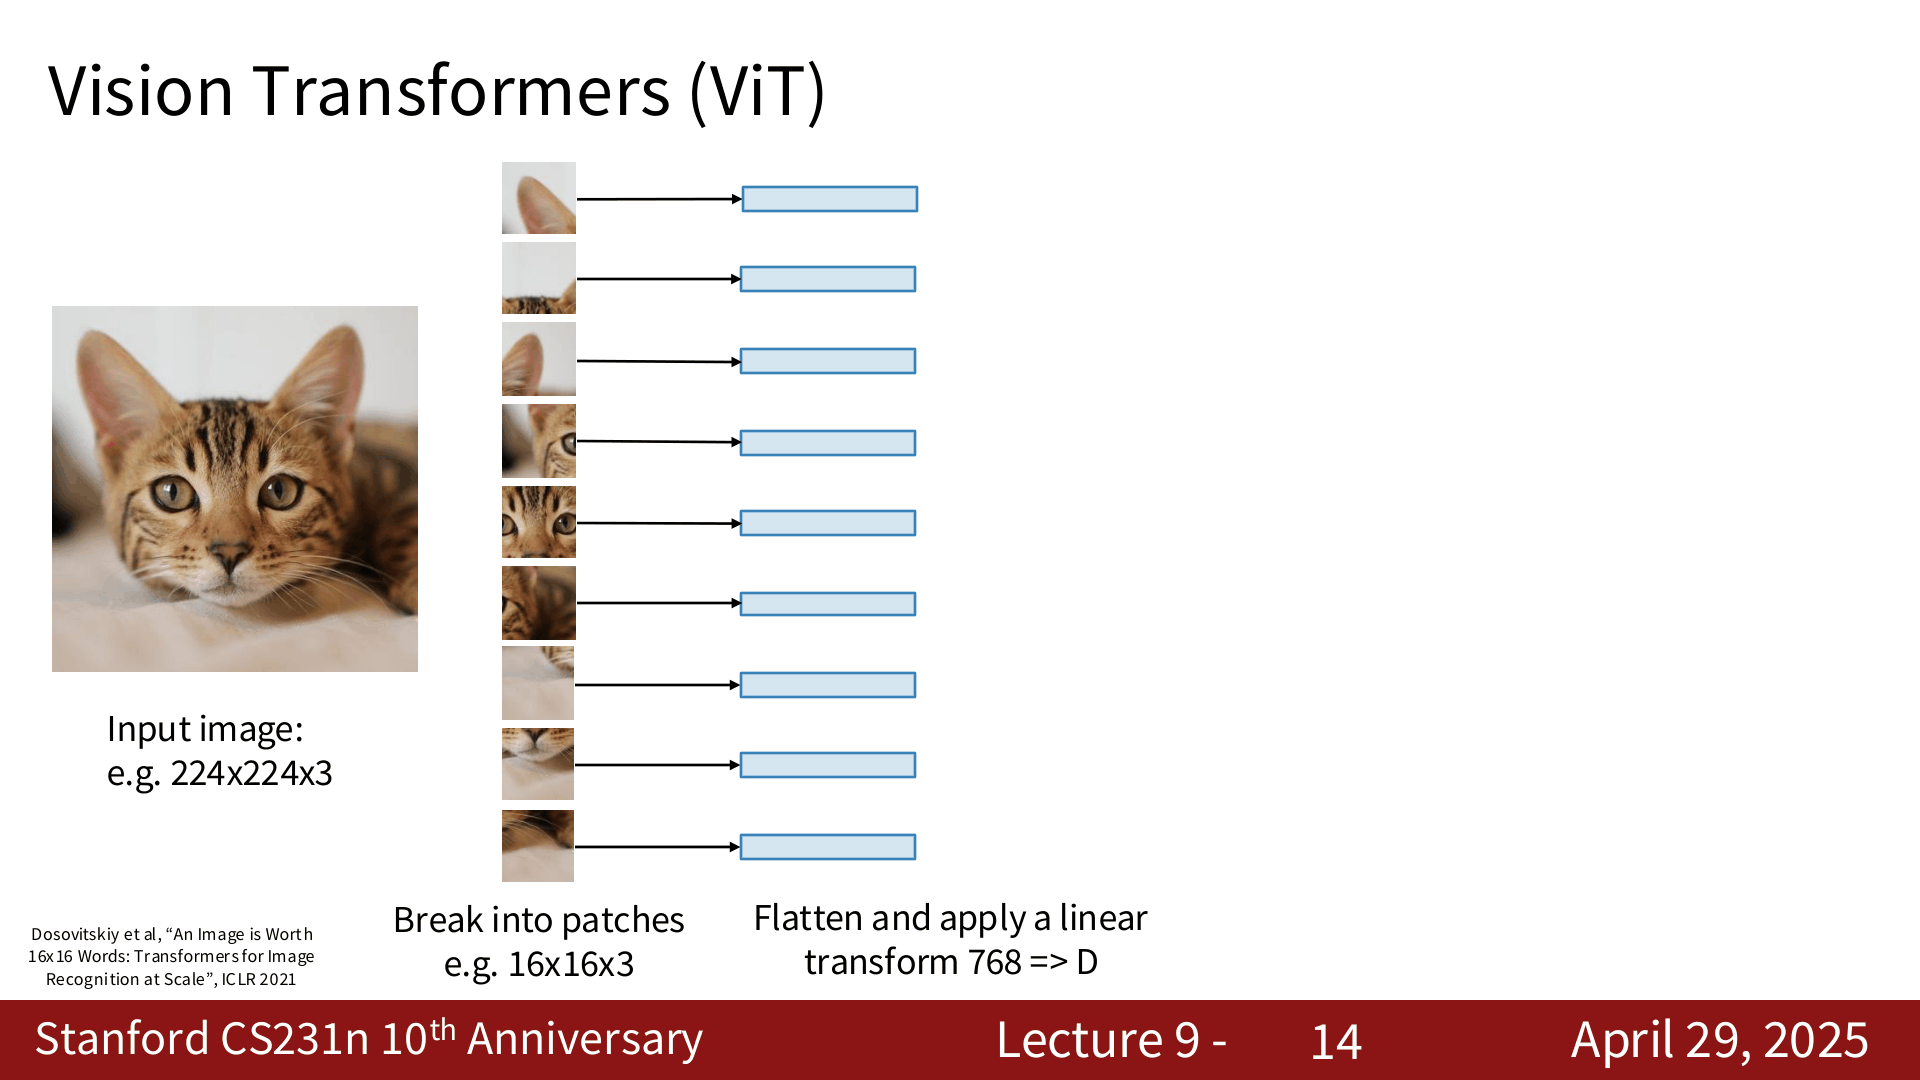 Vision Transformers (ViT)
Input image:
e.g. 224x224x3
Break into patches
e.g. 16x16x3
Flatten and apply a linear
transform 768 => D
Dosovitskiy et al, “An Image is Worth
16x16 Words: Transformers for Image
Recognition at Scale”, ICLR 2021
Stanford CS231n 10th Anniversary
Lecture 9 - 14
April 29, 2025